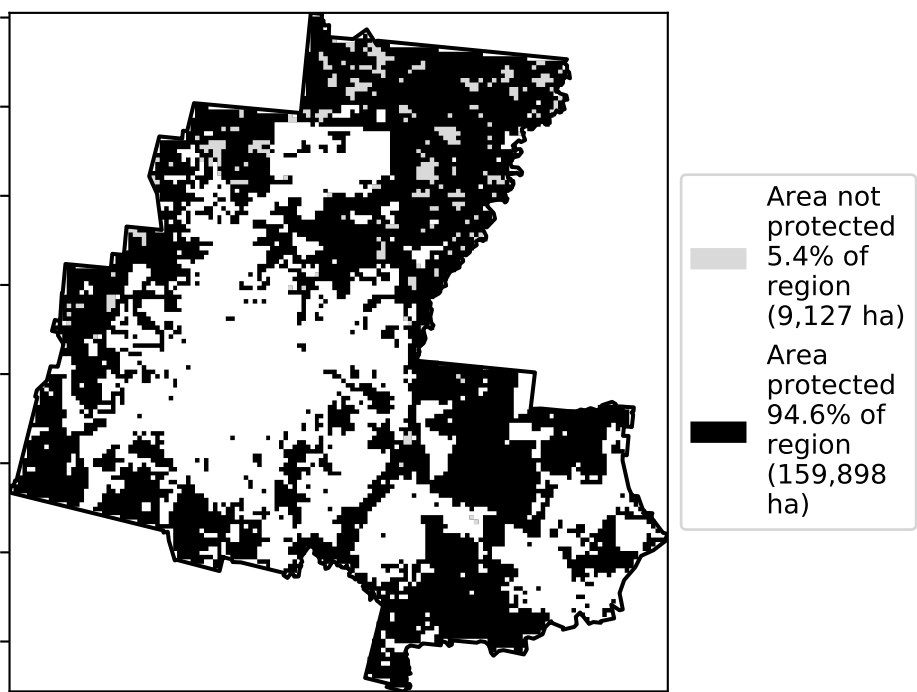 Area not
protected
5.4% of
region
(9,127 ha)
Area
protected
94.6% of
region
(159,898
ha)